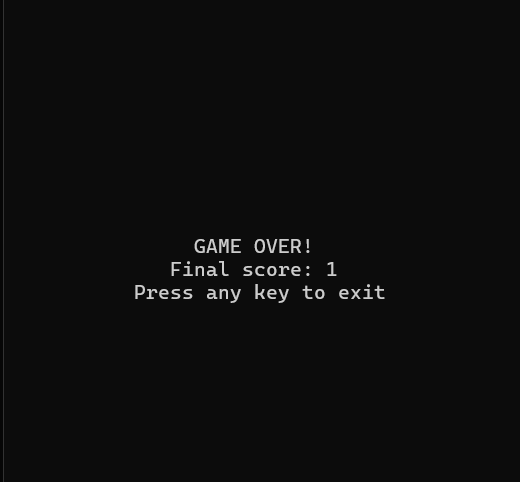 GAME OVER!
Final score: 1
Press any key to exit